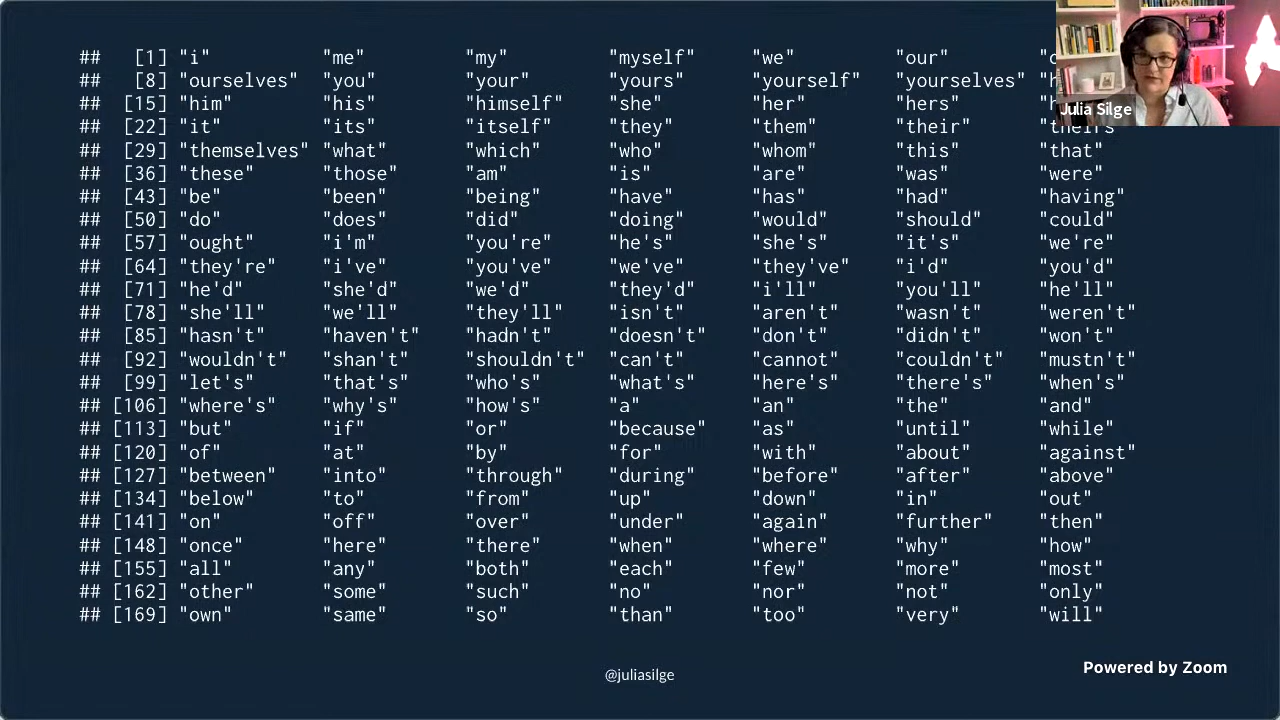 ## [1] "i" "me" "my" "myself" "we" "our"
## [8] "ourselves" "you" "your" "yours" "yourself" "yourselves"
## [15] "him" "his" "himself" "she" "her" "hers"
## [22] "it" "its" "itself" "they" "them" "their" "theirs"
## [29] "themselves" "what" "which" "who" "whom" "this" "that"
## [36] "these" "those" "am" "is" "are" "was" "were"
## [43] "be" "been" "being" "have" "has" "had" "having"
## [50] "do" "does" "did" "doing" "would" "should" "could"
## [57] "ought" "i'm" "you're" "he's" "she's" "it's" "we're"
## [64] "they're" "i've" "you've" "we've" "they've" "i'd" "you'd"
## [71] "he'd" "she'd" "we'd" "they'd" "i'll" "you'll" "he'll"
## [78] "she'll" "we'll" "they'll" "isn't" "aren't" "wasn't" "weren't"
## [85] "hasn't" "haven't" "hadn't" "doesn't" "don't" "didn't" "won't"
## [92] "wouldn't" "shan't" "shouldn't" "can't" "cannot" "couldn't" "mustn't"
## [99] "let's" "that's" "who's" "what's" "here's" "there's" "when's"
## [106] "where's" "why's" "how's" "a" "an" "the" "and"
## [113] "but" "if" "or" "because" "as" "until" "while"
## [120] "of" "at" "by" "for" "with" "about" "against"
## [127] "between" "into" "through" "during" "before" "after" "above"
## [134] "below" "to" "from" "up" "down" "in" "out"
## [141] "on" "off" "over" "under" "again" "further" "then"
## [148] "once" "here" "there" "when" "where" "why" "how"
## [155] "all" "any" "both" "each" "few" "more" "most"
## [162] "other" "some" "such" "no" "nor" "not" "only"
## [169] "own" "same" "so" "than" "too" "very" "will"
Julia Silge
@juliasilge
Powered by Zoom